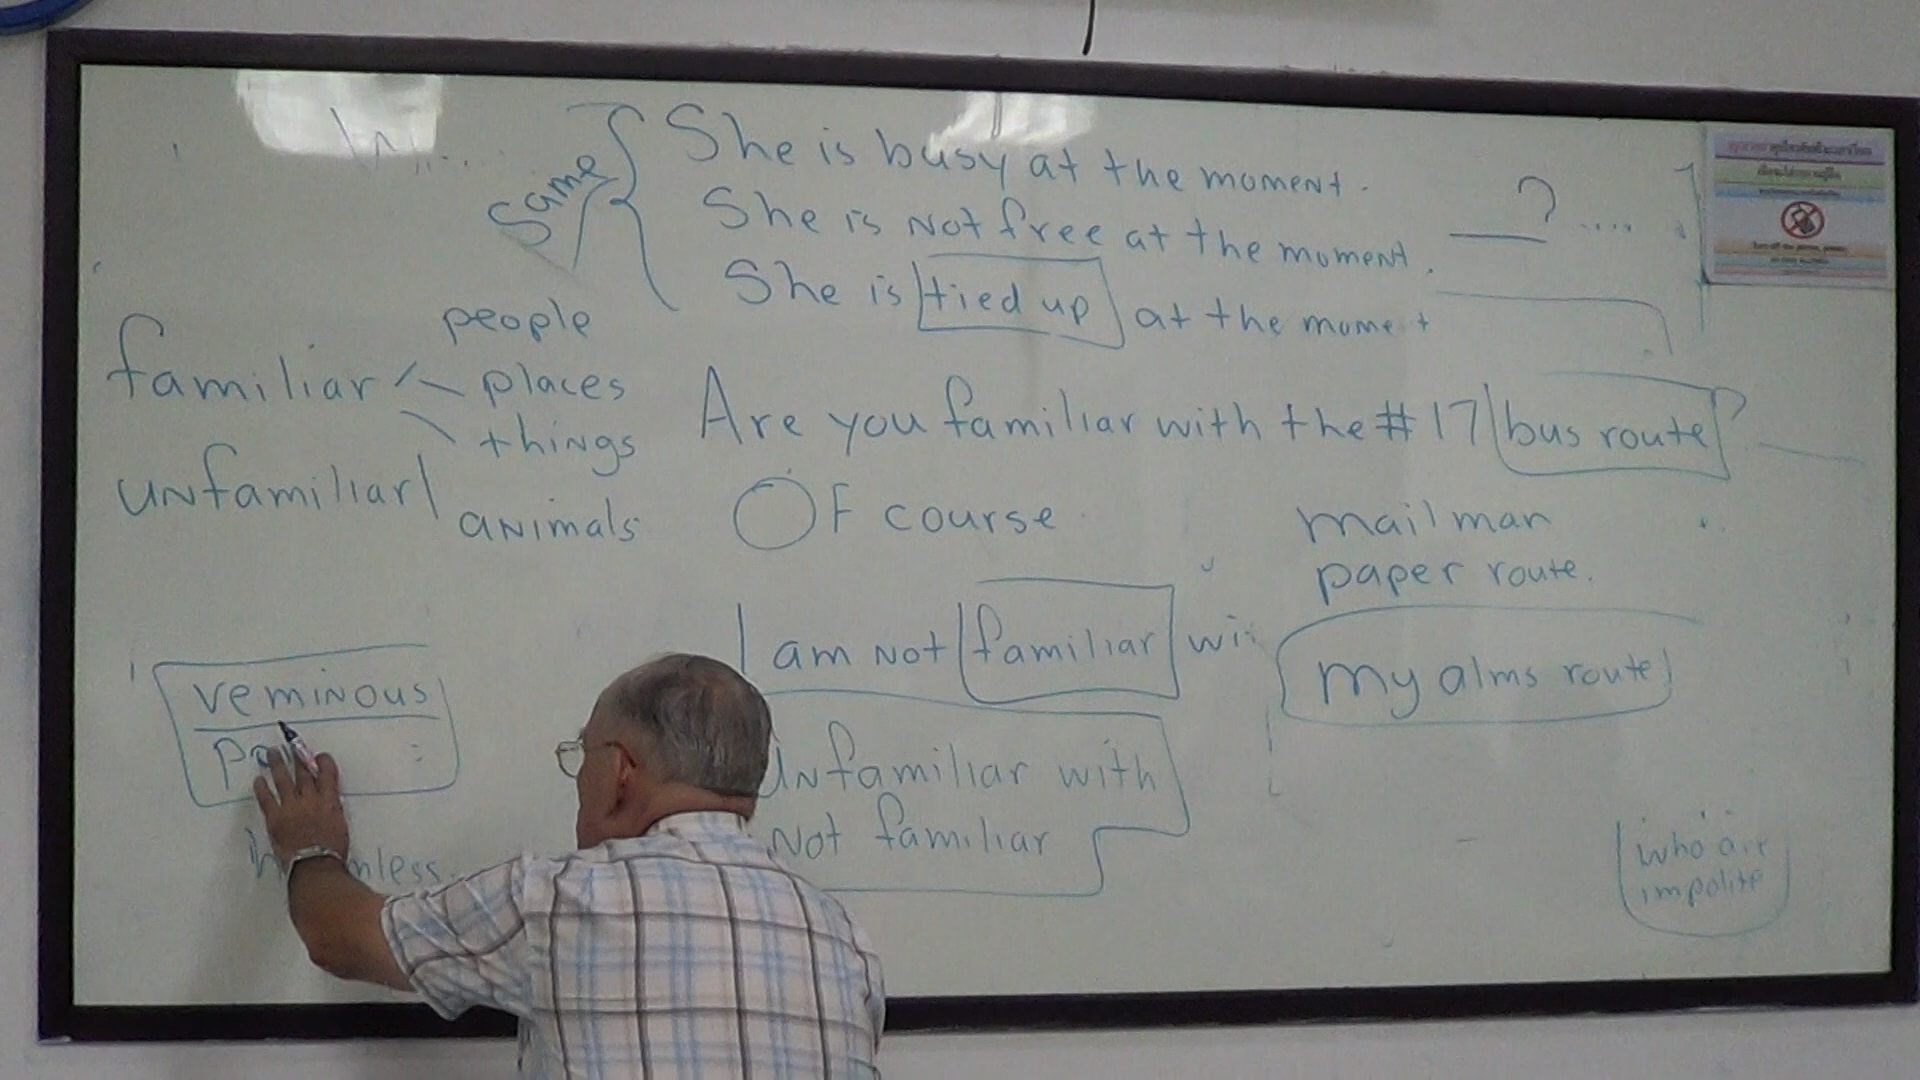 Same
She is busy at the moment.
She is Not free at the moment.
She is tied up at the mome t
? ....
people
familiar
places
things
unfamiliar
animals
Are you familiar with the # 17 bus route?
OF course
mail man
paper route.
I am Not familiar wi
my alms route
veminous
unfamiliar with
Not familiar
who are
impolite